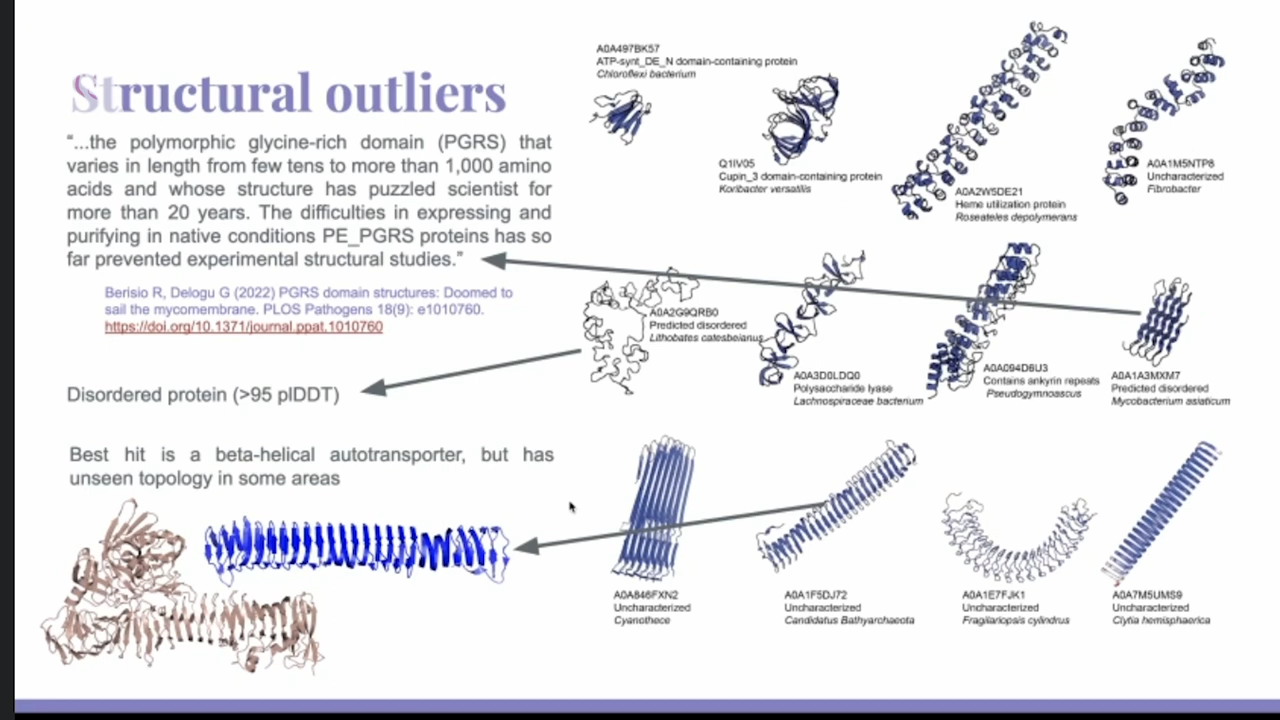 Structural outliers
“...the polymorphic glycine-rich domain (PGRS) that
varies in length from few tens to more than 1,000 amino
acids and whose structure has puzzled scientist for
more than 20 years. The difficulties in expressing and
purifying in native conditions PE_PGRS proteins has so
far prevented experimental structural studies.”
Berisio R, Delogu G (2022) PGRS domain structures: Doomed to
sail the mycomembrane. PLOS Pathogens 18(9): e1010760.
https://doi.org/10.1371/journal.ppat.1010760
Disordered protein (>95 plDDT)
Best hit is a beta-helical autotransporter, but has
unseen topology in some areas
A0A497BK57
ATP-synt_DE_N domain-containing protein
Chloroflexi bacterium
Q1IV05
Cupin_3 domain-containing protein
Koribacter versatilis
A0A2W5DE21
Heme utilization protein
Roseateles depolymerans
A0A1M5NTP8
Uncharacterized
Fibrobacter
A0A2G9QRB0
Predicted disordered
Lithobates catesbeianus
A0A3D0LDQ0
Polysaccharide lyase
Lachnospiraceae bacterium
A0A094D6U3
Contains ankyrin repeats
Pseudogymnoascus
A0A1A3MXM7
Predicted disordered
Mycobacterium asiaticum
A0A846FXN2
Uncharacterized
Cyanothece
A0A1F5DJ72
Uncharacterized
Candidatus Bathyarchaeota
A0A1E7FJK1
Uncharacterized
Fragilariopsis cylindrus
A0A7M5UMS9
Uncharacterized
Clytia hemisphaerica